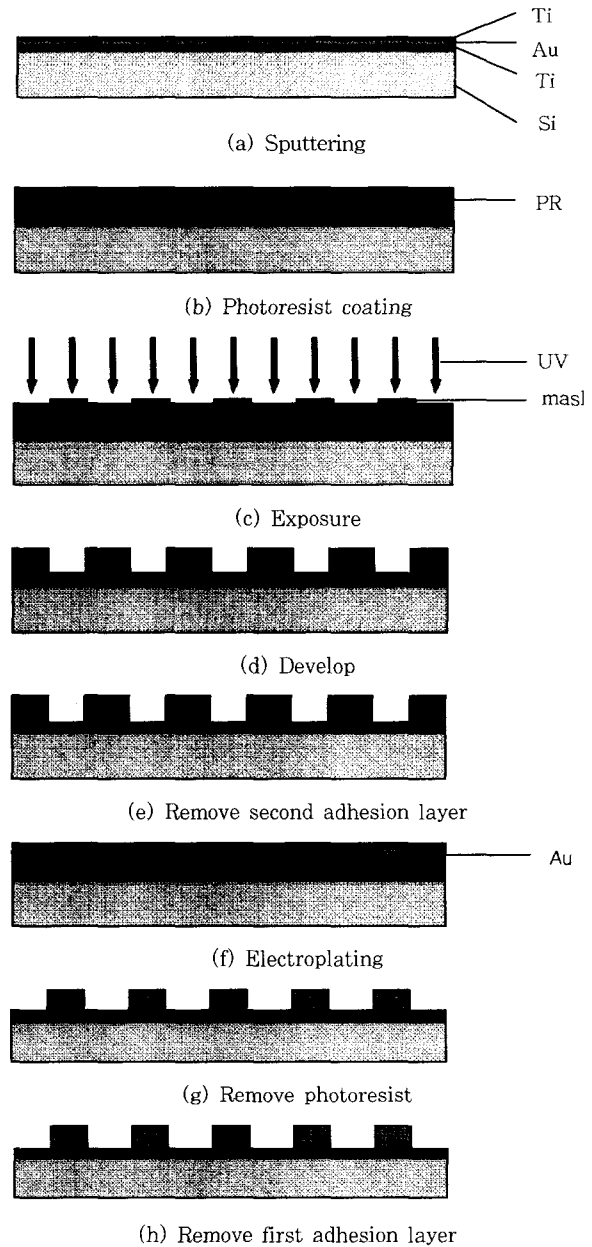 Ti
Au
Ti
Si
(a) Sputtering
PR
(b) Photoresist coating
UV
masl
(c) Exposure
(d) Develop
(e) Remove second adhesion layer
Au
(f) Electroplating
(g) Remove photoresist
(h) Remove first adhesion layer